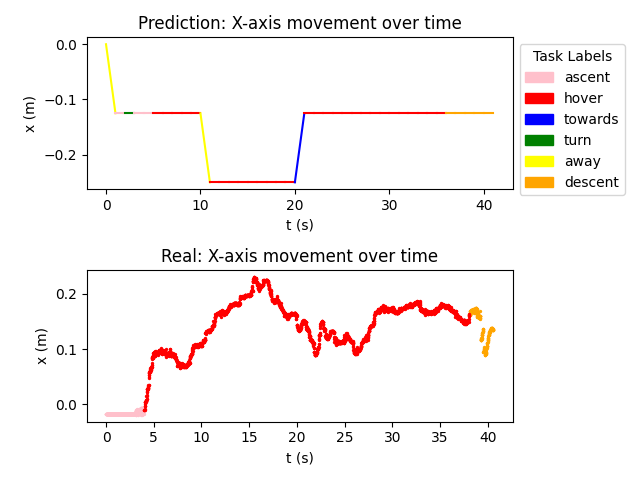 Prediction: X-axis movement over time
0.0
−0.1
−0.2
x (m)
0 10 20 30 40
t (s)
Task Labels
ascent
hover
towards
turn
away
descent
Real: X-axis movement over time
0.2
0.1
0.0
x (m)
0 5 10 15 20 25 30 35 40
t (s)